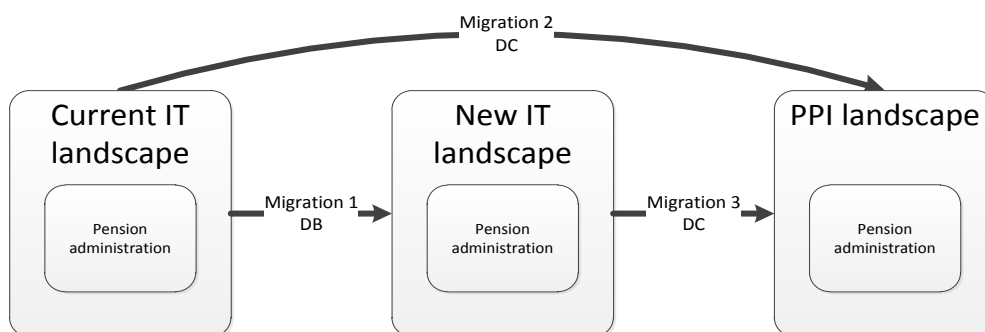 Migration 2
DC
Current IT
landscape
New IT
landscape
PPI landscape
Migration 1
DB
Migration 3
DC
Pension
administration
Pension
administration
Pension
administration